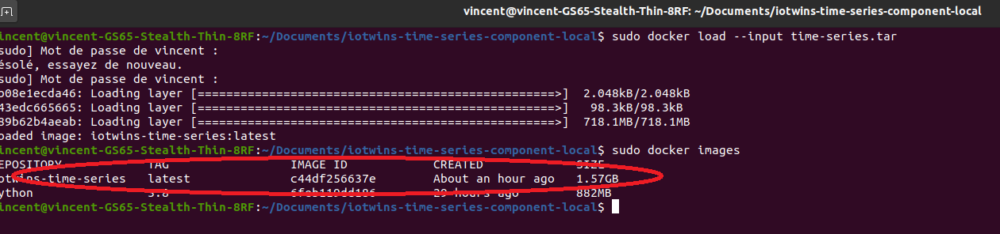 vincent@vincent-GS65-Stealth-Thin-8RF: ~/Documents/iotwins-time-series-component-local
incent@vincent-GS65-Stealth-Thin-8RF:~/Documents/iotwins-time-series-component-local$ sudo docker load --input time-series.tar
sudo] Mot de passe de vincent :
ésolé, essayez de nouveau.
sudo] Mot de passe de vincent :
b08e1ecda46: Loading layer [==================================================>]  2.048kB/2.048kB
43edc665665: Loading layer [==================================================>]   98.3kB/98.3kB
89b62b4aeab: Loading layer [==================================================>]  718.1MB/718.1MB
oaded image: iotwins-time-series:latest
incent@vincent-GS65-Stealth-Thin-8RF:~/Documents/iotwins-time-series-component-local$ sudo docker images
EPOSITORY TAG IMAGE ID CREATED SIZE
otwins-time-series latest c44df256637e About an hour ago 1.57GB
ython 3.8 6feb119dd186 20 hours ago 882MB
incent@vincent-GS65-Stealth-Thin-8RF:~/Documents/iotwins-time-series-component-local$